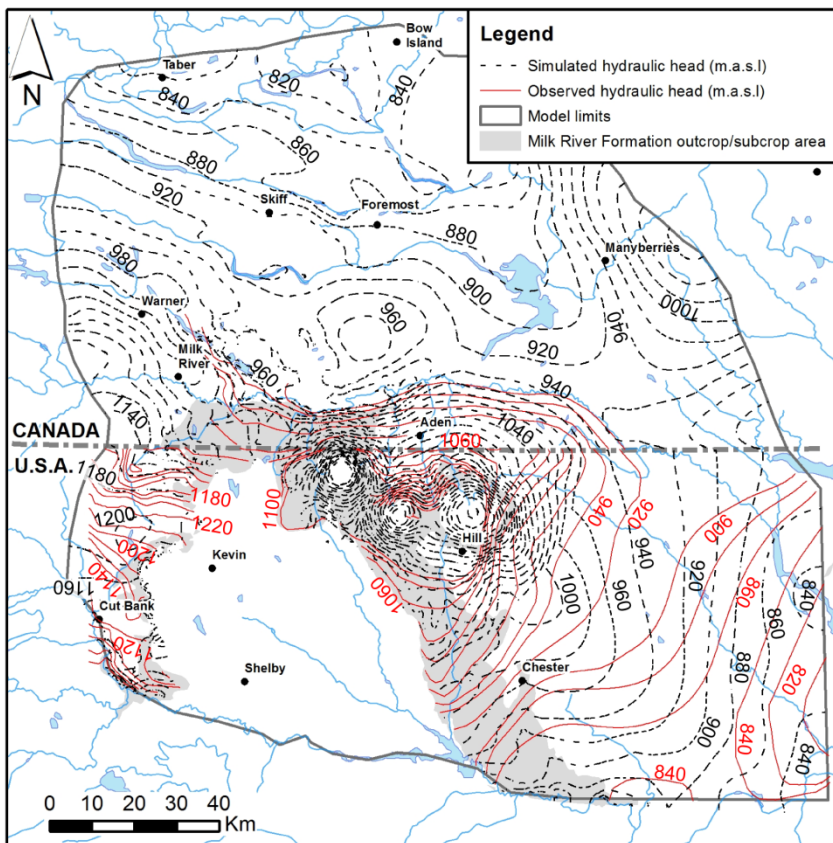 Bow
Island
Taber
820
840
840
Legend
Simulated hydraulic head (m.a.s.l)
Observed hydraulic head (m.a.s.l)
Model limits
Milk River Formation outcrop/subcrop area
N
860
880
920
Skiff
Foremost
880
Manyberries
980
900
1000
Warner
960
940
920
Milk
River
960
940
1140
Aden
1040
CANADA
1060
U.S.A.
1180
1180
1100
940
920
900
1200
1220
Hill
940
1200
Kevin
920
860
840
1140
1160
1060
1000
960
860
Cut Bank
1120
880
820
Shelby
Chester
900
840
840
840
0 10 20 30 40
Km